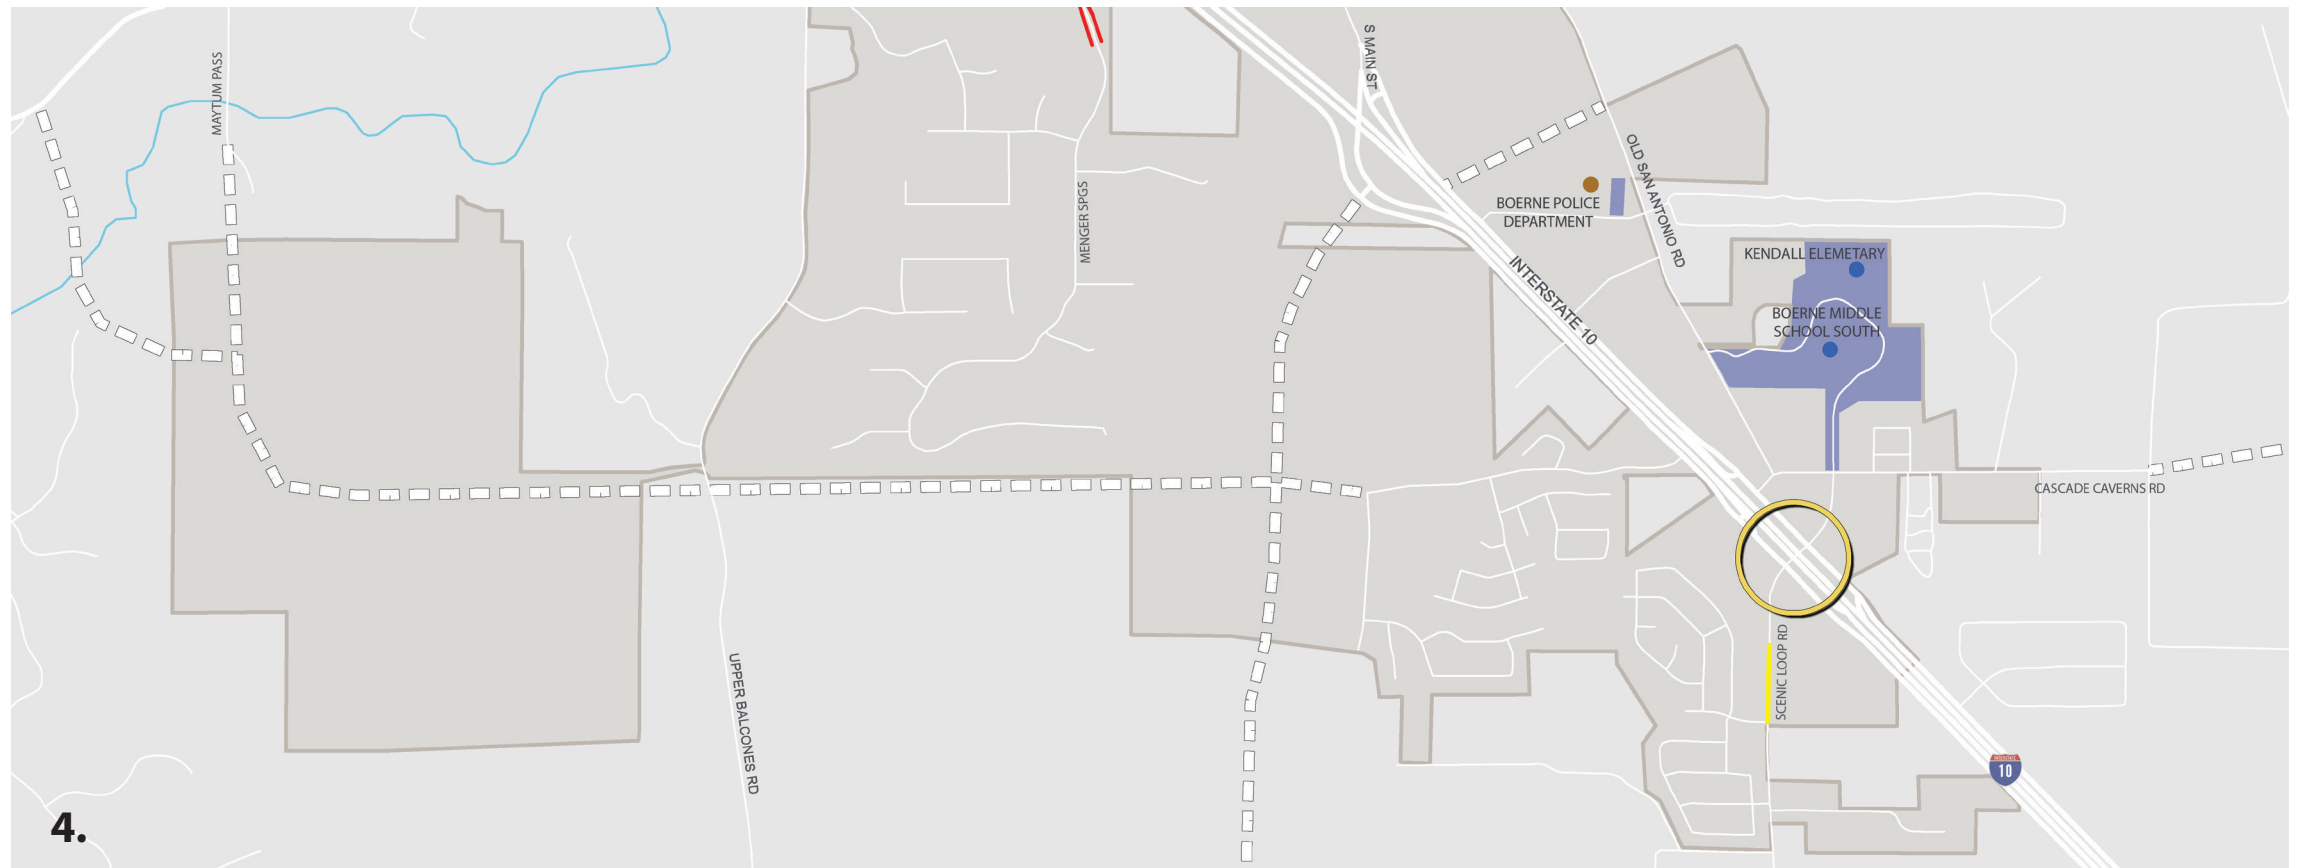 S MAIN ST
MAYTUM PASS
OLD SAN ANTONIO RD
MENGER SPGS
BOERNE POLICE
DEPARTMENT
KENDALL ELEMETARY
INTERSTATE 10
BOERNE MIDDLE
SCHOOL SOUTH
CASCADE CAVERNS RD
UPPER BALCONES RD
SCENIC LOOP RD
INTERSTATE
10
4.